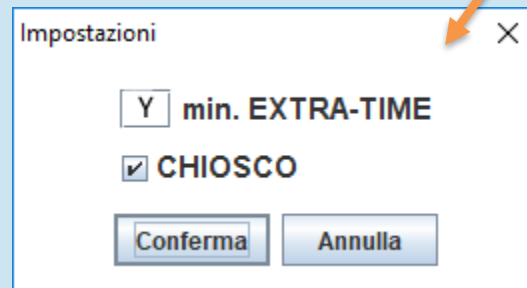 Impostazioni
Y min. EXTRA-TIME
CHIOSCO
Conferma Annulla